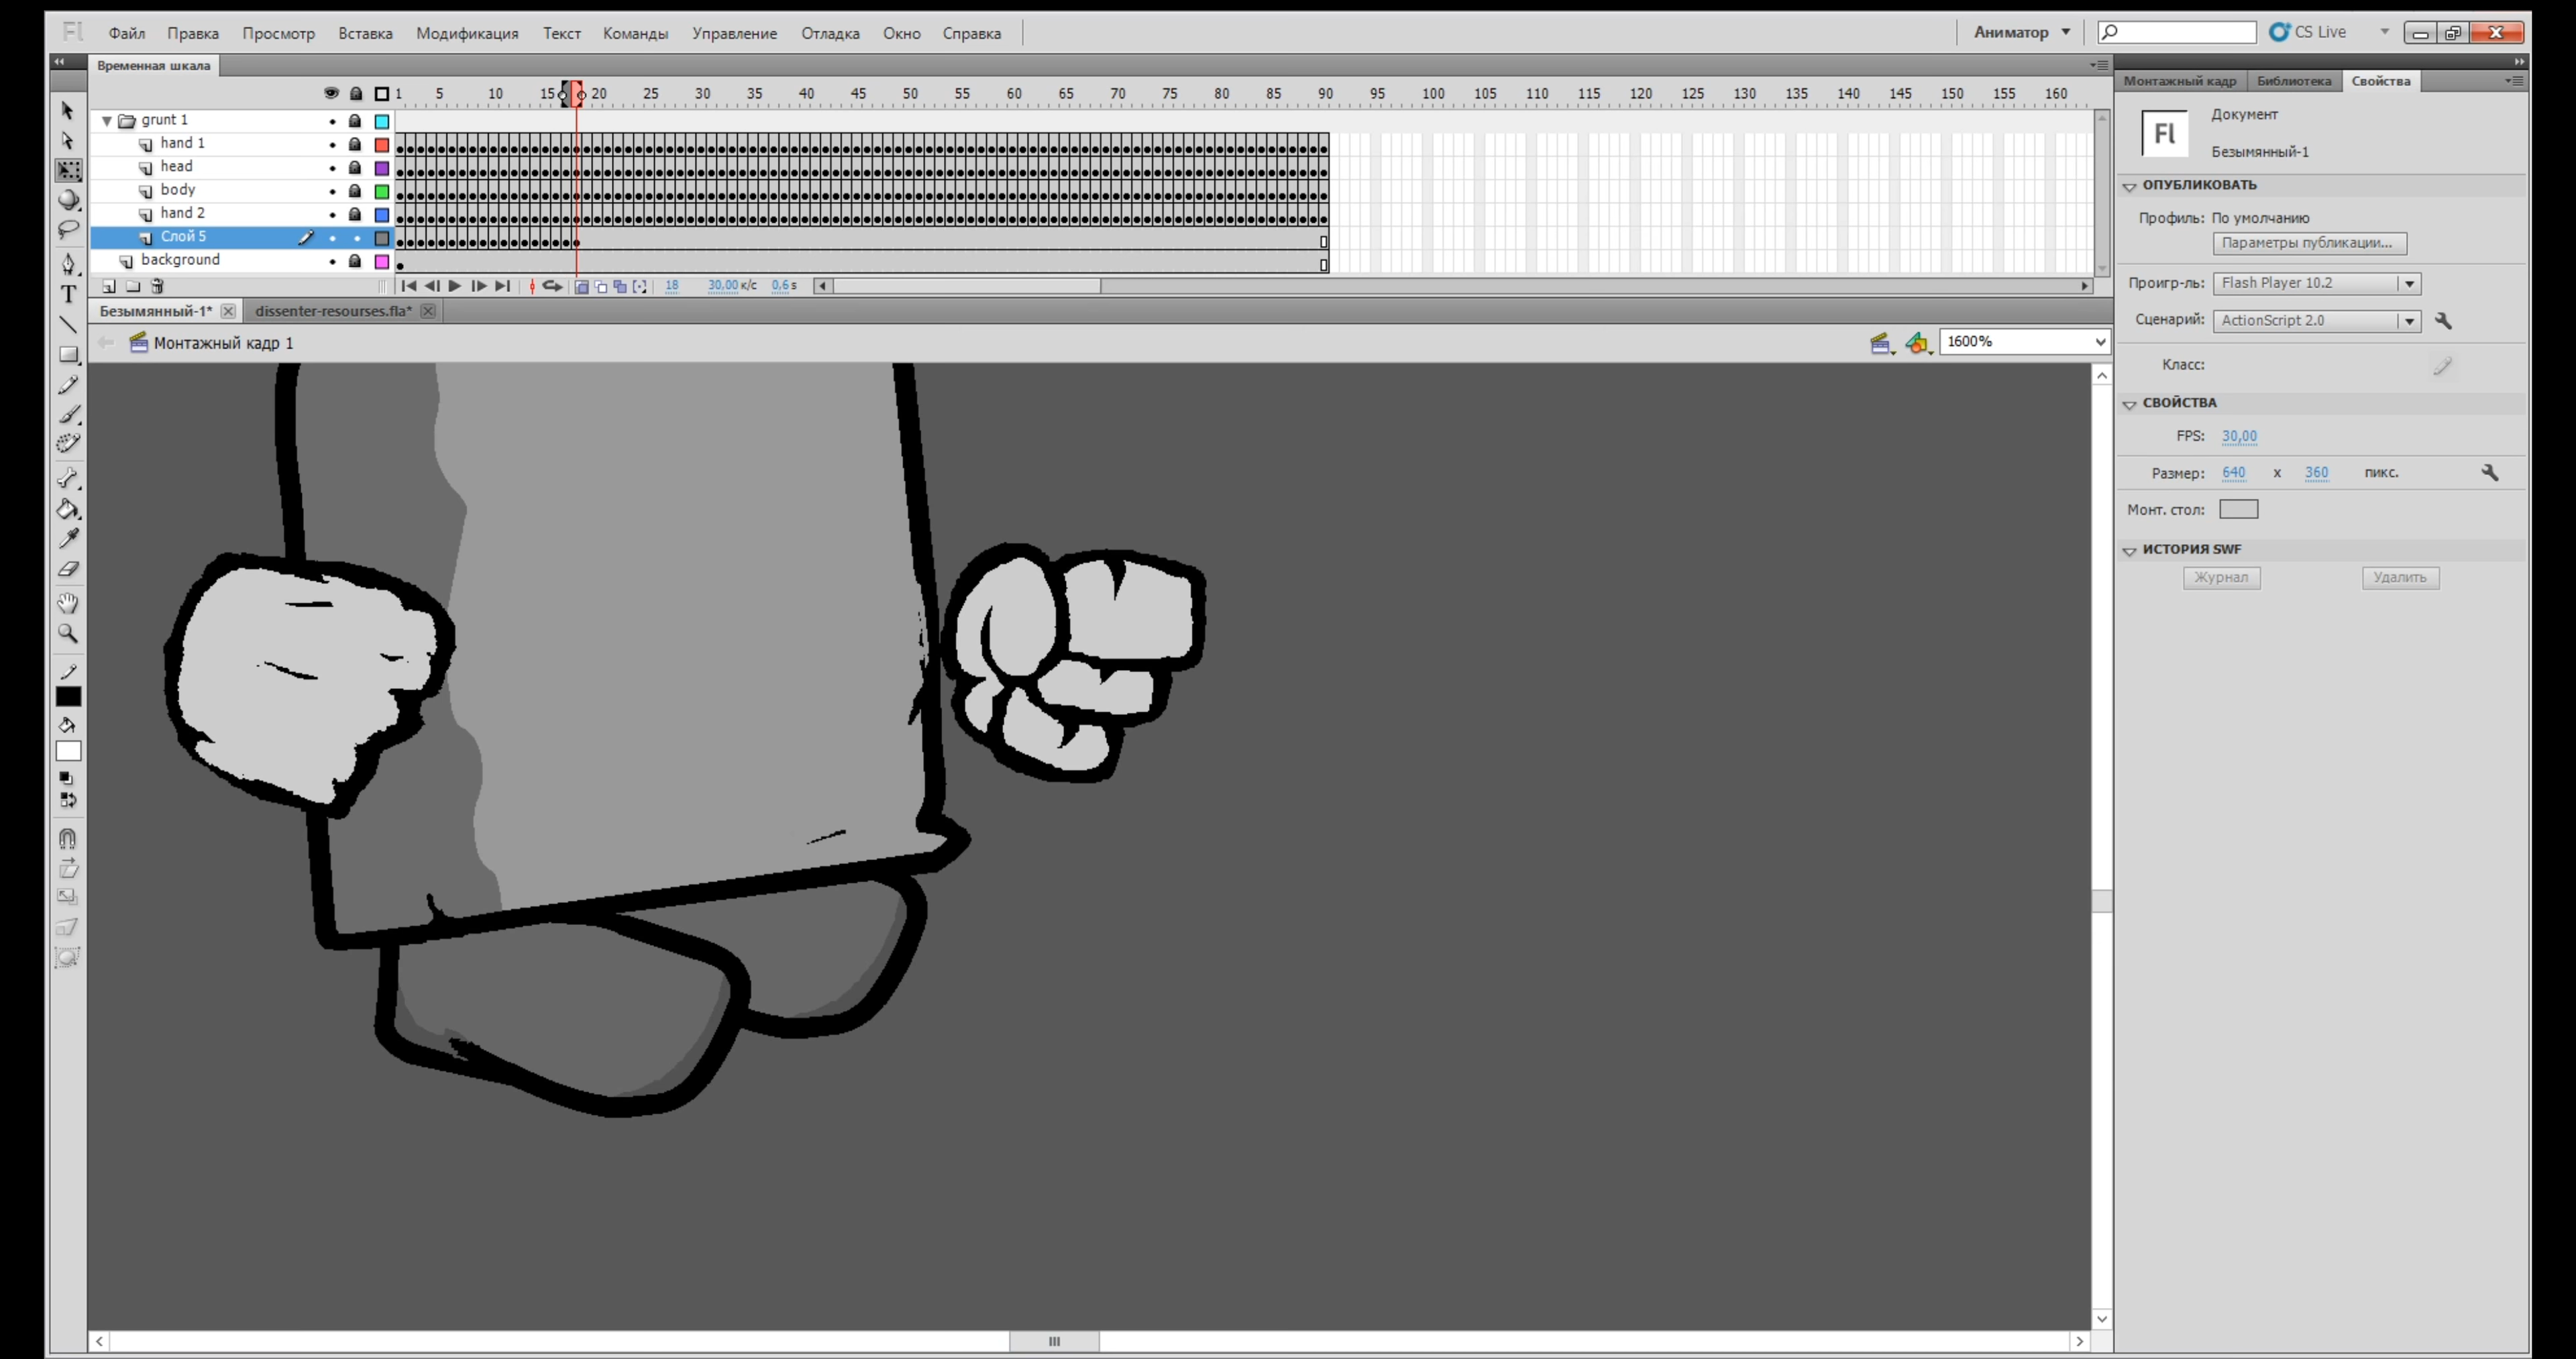 Fl Файл Правка Просмотр Вставка Модификация Текст Команды Управление Отладка Окно Справка Аниматор CS Live
Временная шкала
1 5 10 15 20 25 30 35 40 45 50 55 60 65 70 75 80 85 90 95 100 105 110 115 120 125 130 135 140 145 150 155 160
grunt 1
hand 1
head
body
hand 2
Слой 5
background
18 30,00 к/с 0,6 s
Безымянный-1* dissenter-resourses.fla*
Монтажный кадр 1 1600%
Монтажный кадр Библиотека Свойства
Fl
Документ
Безымянный-1
ОПУБЛИКОВАТЬ
Профиль: По умолчанию
Параметры публикации...
Проигр-ль: Flash Player 10.2
Сценарий: ActionScript 2.0
Класс:
СВОЙСТВА
FPS: 30,00
Размер: 640 x 360 пикс.
Монт. стол:
ИСТОРИЯ SWF
Журнал Удалить